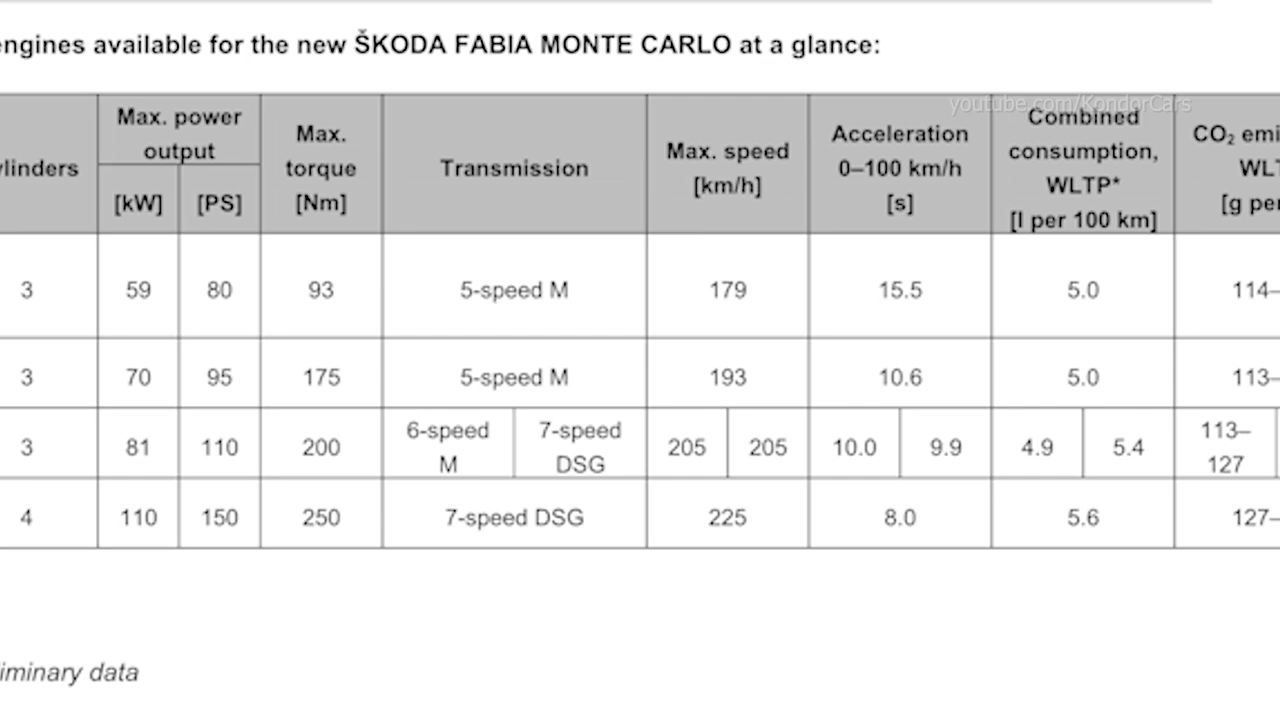 engines available for the new ŠKODA FABIA MONTE CARLO at a glance:
youtube.com/KondorCars
Max. power output
Max. torque [Nm]
Transmission
Max. speed [km/h]
Acceleration 0–100 km/h [s]
Combined consumption, WLTP* [l per 100 km]
CO₂ [g
[kW] [PS]
3 59 80 93 5-speed M 179 15.5 5.0 114–
3 70 95 175 5-speed M 193 10.6 5.0 113–
3 81 110 200 6-speed M 7-speed DSG 205 205 10.0 9.9 4.9 5.4 113–127
4 110 150 250 7-speed DSG 225 8.0 5.6 127–
data